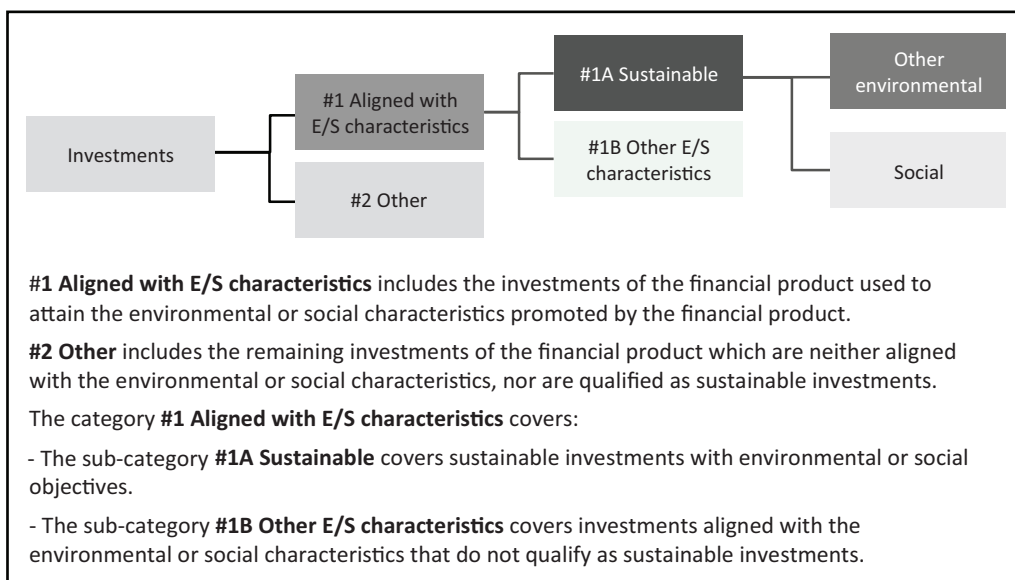 Investments
#1 Aligned with
E/S characteristics
#2 Other
#1A Sustainable
#1B Other E/S
characteristics
Other
environmental
Social
#1 Aligned with E/S characteristics includes the investments of the financial product used to
attain the environmental or social characteristics promoted by the financial product.
#2 Other includes the remaining investments of the financial product which are neither aligned
with the environmental or social characteristics, nor are qualified as sustainable investments.
The category #1 Aligned with E/S characteristics covers:
- The sub-category #1A Sustainable covers sustainable investments with environmental or social
objectives.
- The sub-category #1B Other E/S characteristics covers investments aligned with the
environmental or social characteristics that do not qualify as sustainable investments.